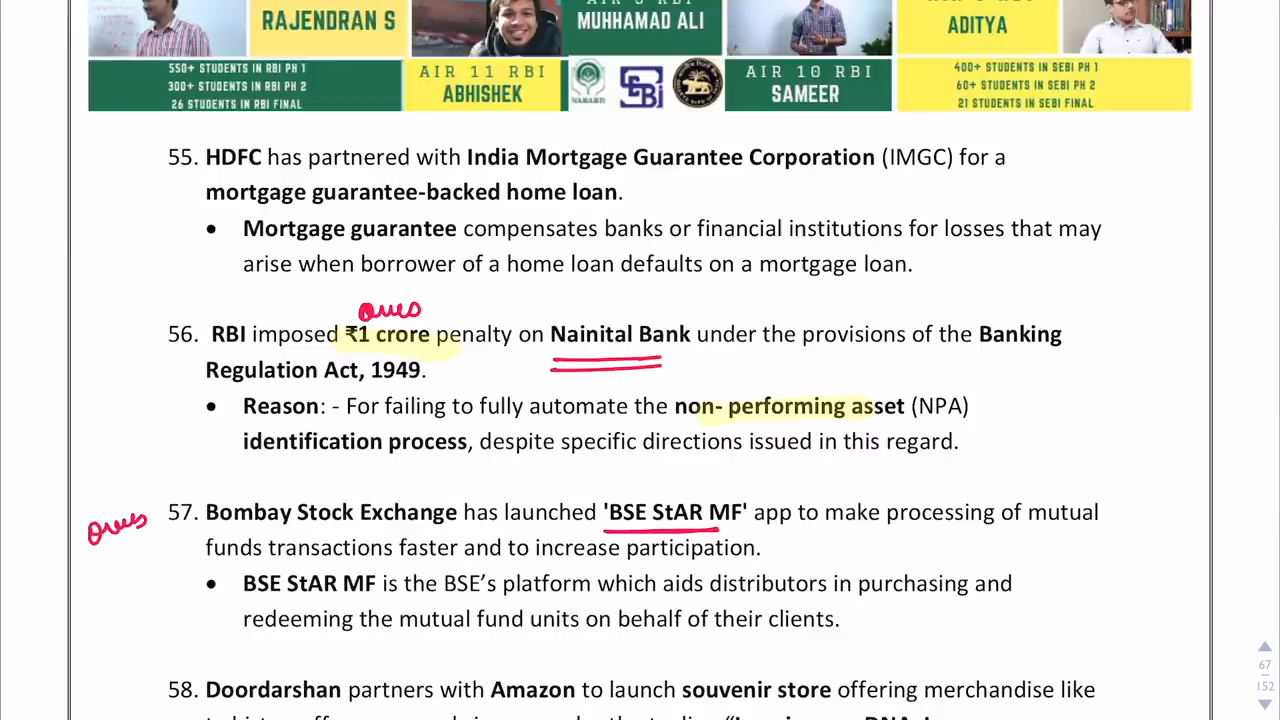 RAJENDRAN S
MUHHAMAD ALI
ADITYA
550+ STUDENTS IN RBI PH 1
300+ STUDENTS IN RBI PH 2
26 STUDENTS IN RBI FINAL
AIR 11 RBI
ABHISHEK
NABARD
SEBI
AIR 10 RBI
SAMEER
400+ STUDENTS IN SEBI PH 1
60+ STUDENTS IN SEBI PH 2
21 STUDENTS IN SEBI FINAL
55. HDFC has partnered with India Mortgage Guarantee Corporation (IMGC) for a
mortgage guarantee-backed home loan.
• Mortgage guarantee compensates banks or financial institutions for losses that may
arise when borrower of a home loan defaults on a mortgage loan.
56. RBI imposed ₹1 crore penalty on Nainital Bank under the provisions of the Banking
Regulation Act, 1949.
• Reason: - For failing to fully automate the non- performing asset (NPA)
identification process, despite specific directions issued in this regard.
57. Bombay Stock Exchange has launched 'BSE StAR MF' app to make processing of mutual
funds transactions faster and to increase participation.
• BSE StAR MF is the BSE’s platform which aids distributors in purchasing and
redeeming the mutual fund units on behalf of their clients.
58. Doordarshan partners with Amazon to launch souvenir store offering merchandise like
67
152